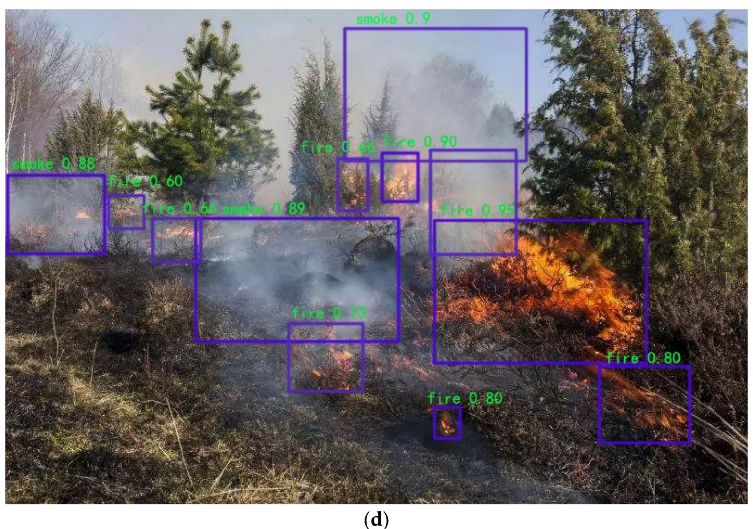 smoke 0.9
fire 0.66
fire 0.90
smoke 0.88
fire 0.60
fire 0.66
smoke 0.89
fire 0.95
fire 0.73
fire 0.80
fire 0.80
(d)